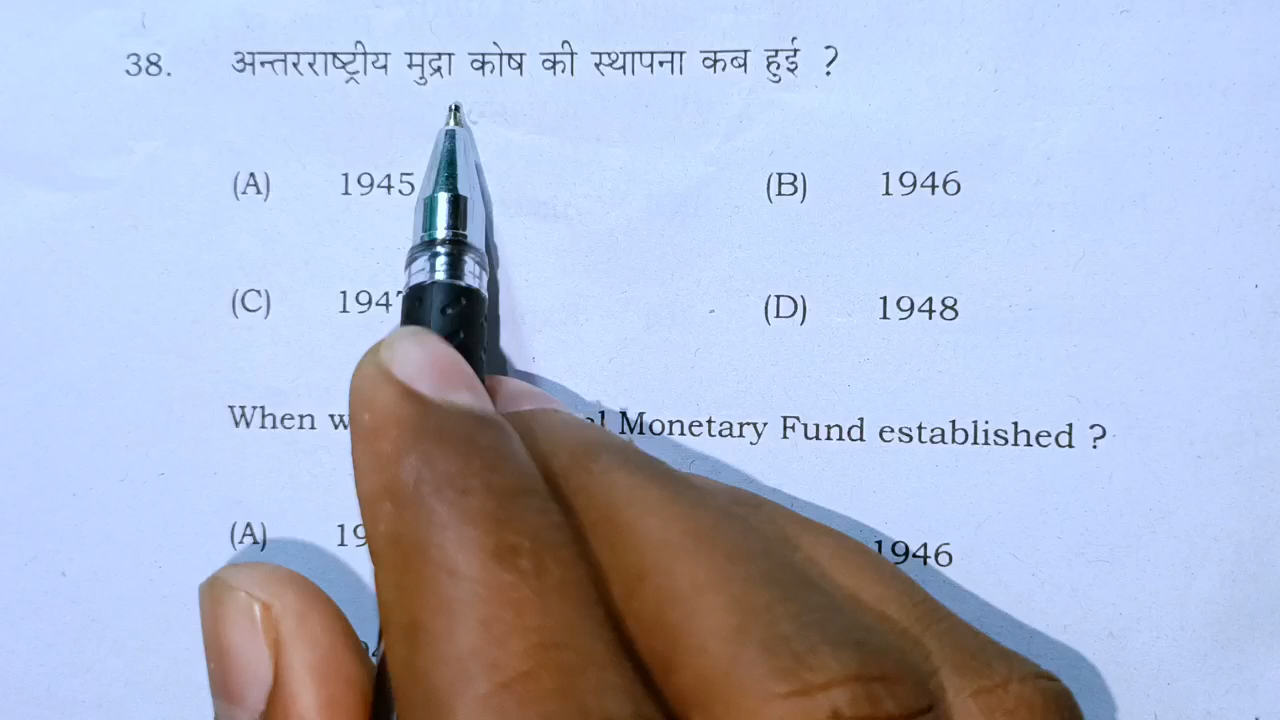 38. अन्तरराष्ट्रीय मुद्रा कोष की स्थापना कब हुई ?
(A) 1945 (B) 1946
(C) (D) 1948
When Monetary Fund established ?
(A) 1946